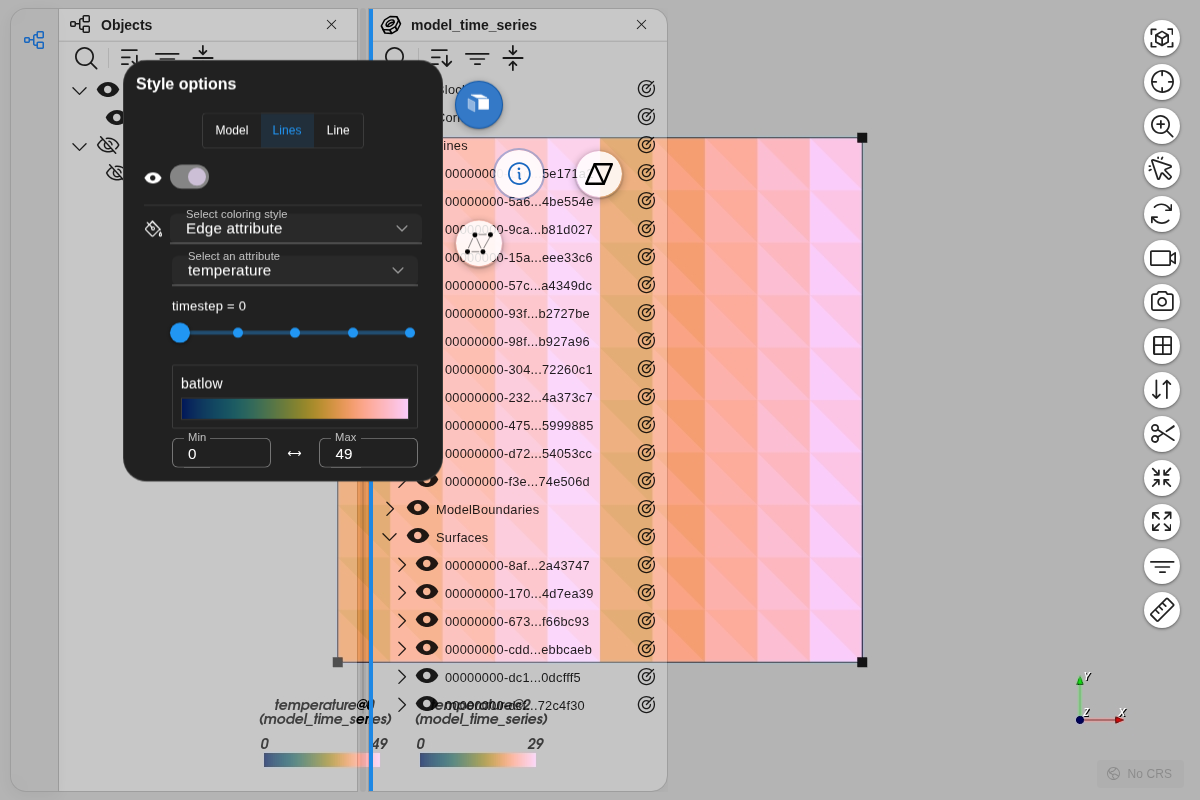 Objects
model_time_series
Style options
Model
Lines
Line
Select coloring style
Edge attribute
Select an attribute
temperature
timestep = 0
batlow
Min
0
Max
49
00000000-5a6...4be554e
00000000-9ca...b81d027
00000000-15a...eee33c6
00000000-57c...a4349dc
00000000-93f...b2727be
00000000-98f...b927a96
00000000-304...72260c1
00000000-232...4a373c7
00000000-475...5999885
00000000-d72...54053cc
00000000-f3e...74e506d
ModelBoundaries
Surfaces
00000000-8af...2a43747
00000000-170...4d7ea39
00000000-673...f66bc93
00000000-cdd...ebbcaeb
00000000-dc1...0dcfff5
temperature@0
(model_time_series)
0
49
(model_time_series)
0
29
Y
Z
X
No CRS